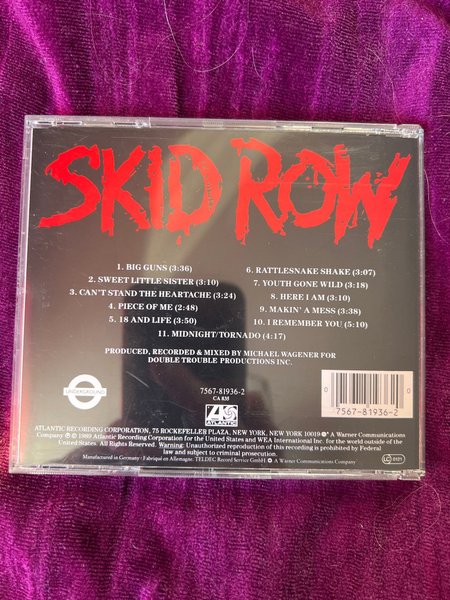 SKID ROW
1. BIG GUNS (3:36)
2. SWEET LITTLE SISTER (3:10)
3. CAN'T STAND THE HEARTACHE (3:24)
4. PIECE OF ME (2:48)
5. 18 AND LIFE (3:50)
6. RATTLESNAKE SHAKE (3:07)
7. YOUTH GONE WILD (3:18)
8. HERE I AM (3:10)
9. MAKIN' A MESS (3:38)
10. I REMEMBER YOU (5:10)
11. MIDNIGHT/TORNADO (4:17)
PRODUCED, RECORDED & MIXED BY MICHAEL WAGENER FOR
DOUBLE TROUBLE PRODUCTIONS INC.
UNDERGROUND
7567-81936-2
CA 835
ATLANTIC
0 0
7567-81936-2
ATLANTIC RECORDING CORPORATION, 75 ROCKEFELLER PLAZA, NEW YORK, NEW YORK 10019 A Warner Communications
Company ℗ © 1989 Atlantic Recording Corporation for the United States and WEA International Inc. for the world outside of the
United States. All Rights Reserved. Warning: Unauthorized reproduction of this recording is prohibited by Federal
law and subject to criminal prosecution.
Manufactured in Germany · Fabriqué en Allemagne. TELDEC Record Service GmbH A Warner Communications Company
LC 0121